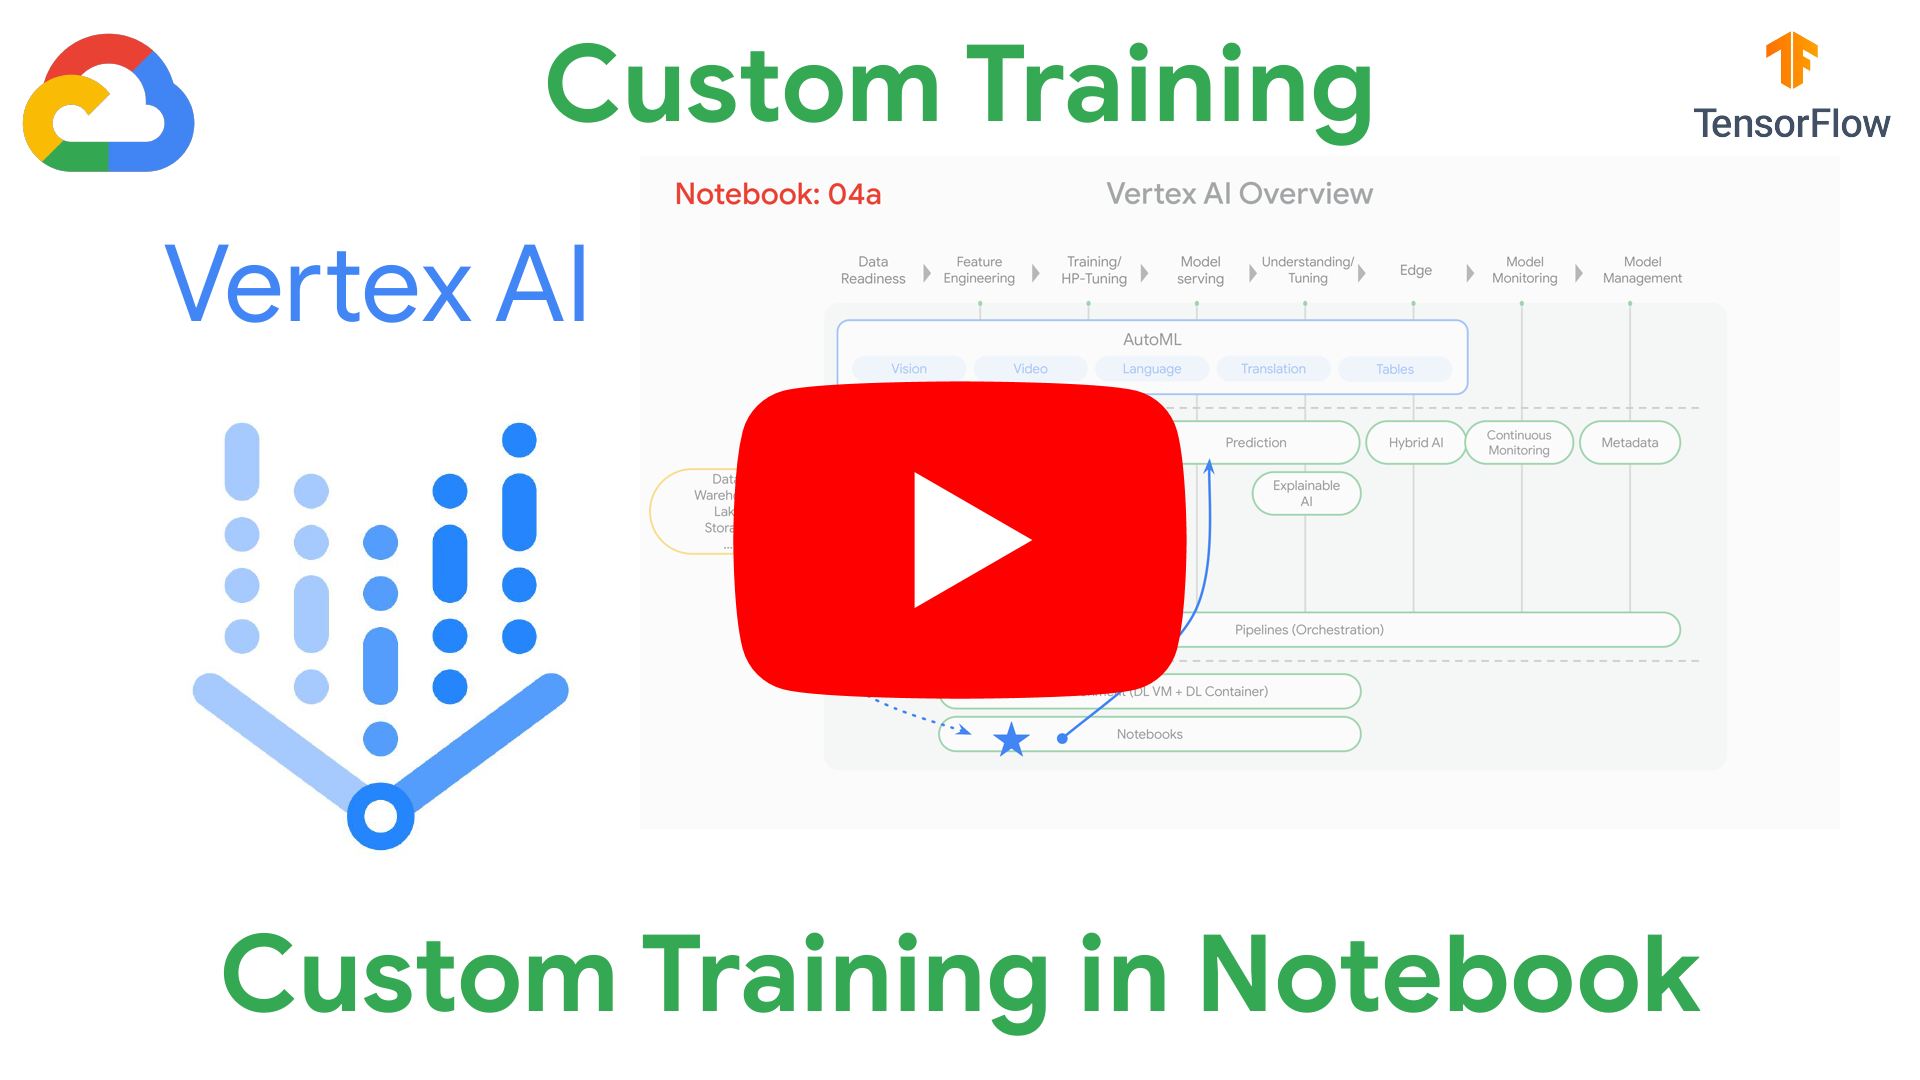 Custom Training
TensorFlow
Notebook: 04a
Vertex AI Overview
Vertex AI
Data
Readiness
Feature
Engineering
Training/
HP-Tuning
Model
serving
Understanding/
Tuning
Edge
Model
Monitoring
Model
Management
AutoML
Vision
Video
Language
Translation
Tables
Prediction
Hybrid AI
Continuous
Monitoring
Metadata
Explainable
AI
Data
...
Pipelines (Orchestration)
(DL VM + DL Container)
Notebooks
Custom Training in Notebook